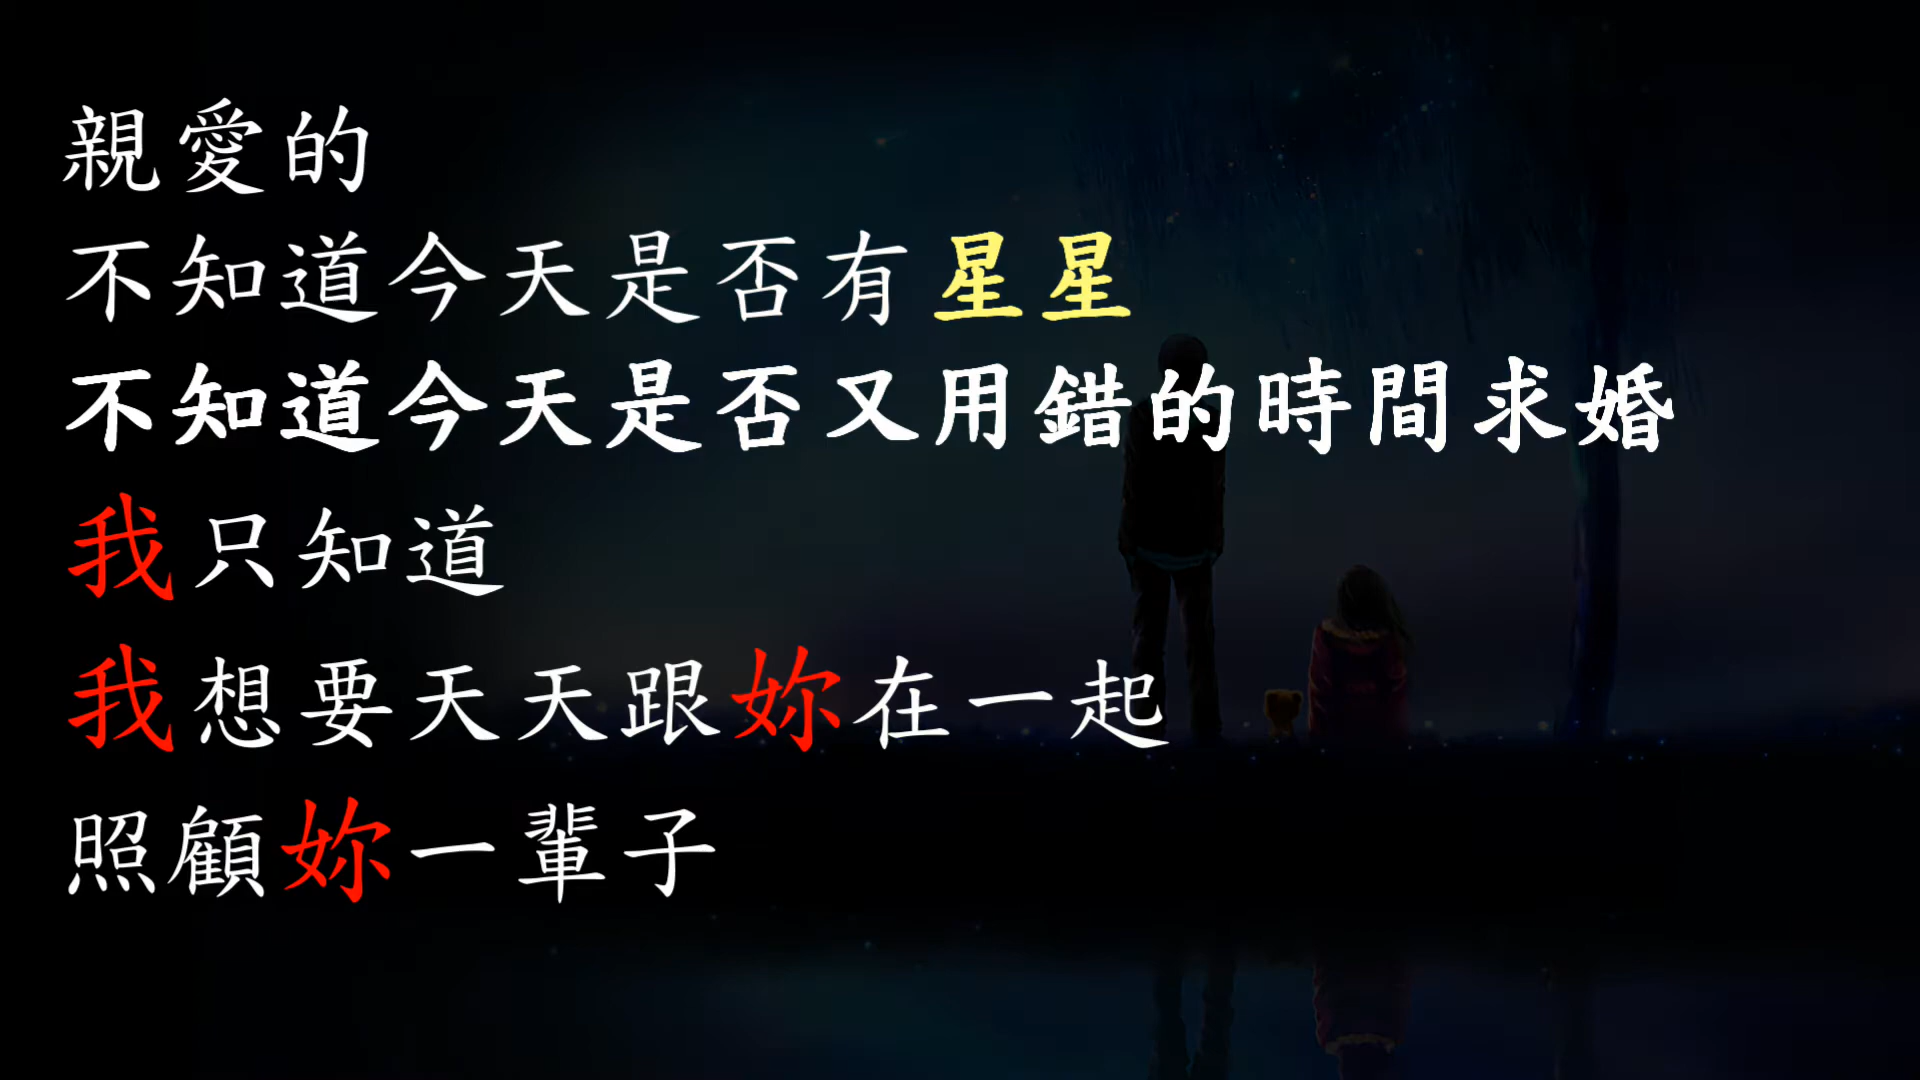 親愛的
不知道今天是否有星星
不知道今天是否又用錯的時間求婚
我只知道
我想要天天跟妳在一起
照顧妳一輩子